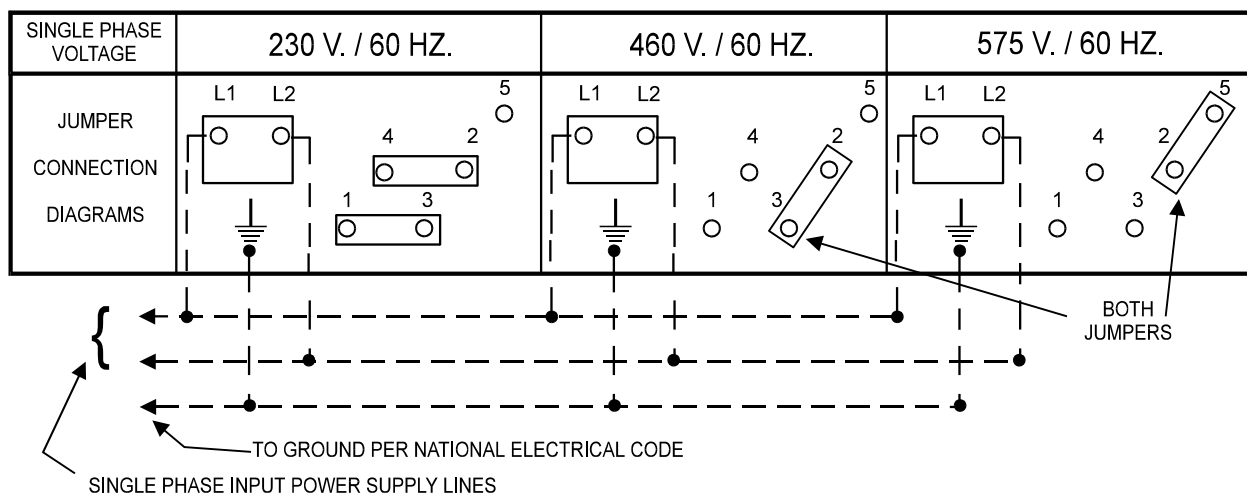 SINGLE PHASE
VOLTAGE
230 V. / 60 HZ.
460 V. / 60 HZ.
575 V. / 60 HZ.
JUMPER
CONNECTION
DIAGRAMS
L1 L2
5
4 2
1 3
L1 L2
5
4 2
1 3
L1 L2
5
4 2
1 3
BOTH
JUMPERS
TO GROUND PER NATIONAL ELECTRICAL CODE
SINGLE PHASE INPUT POWER SUPPLY LINES